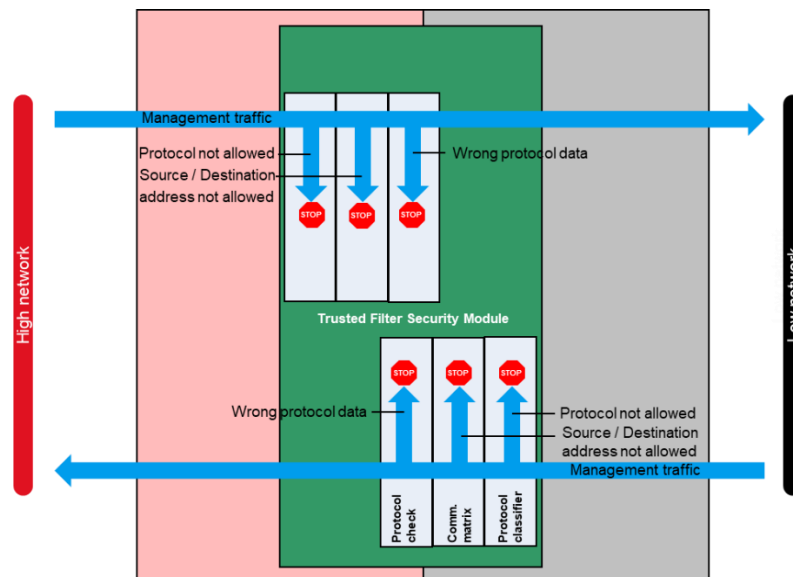 Management traffic
Protocol not allowed
Source / Destination
address not allowed
Wrong protocol data
STOP
STOP
STOP
High network
Low network
Trusted Filter Security Module
STOP
STOP
STOP
Wrong protocol data
Protocol not allowed
Source / Destination
address not allowed
Management traffic
Protocol
check
Comm.
matrix
Protocol
classifier